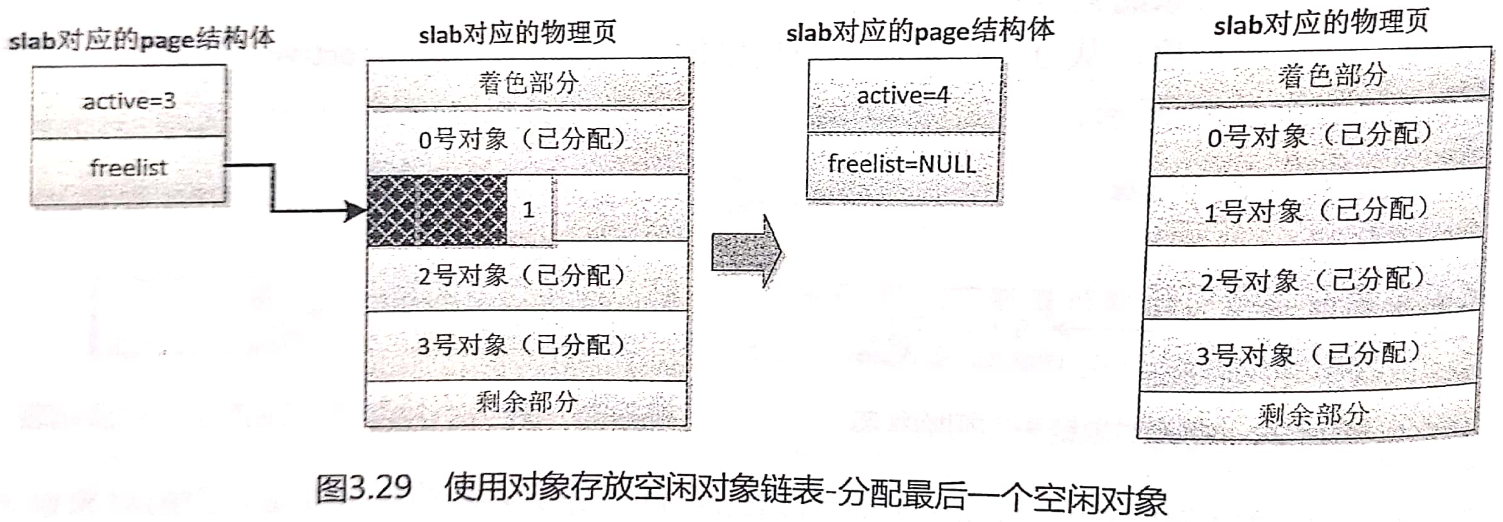 slab对应的page结构体
active=3
freelist
slab对应的物理页
着色部分
0号对象（已分配）
1
2号对象（已分配）
3号对象（已分配）
剩余部分
slab对应的page结构体
active=4
freelist=NULL
slab对应的物理页
着色部分
0号对象（已分配）
1号对象（已分配）
2号对象（已分配）
3号对象（已分配）
剩余部分
图3.29 使用对象存放空闲对象链表-分配最后一个空闲对象